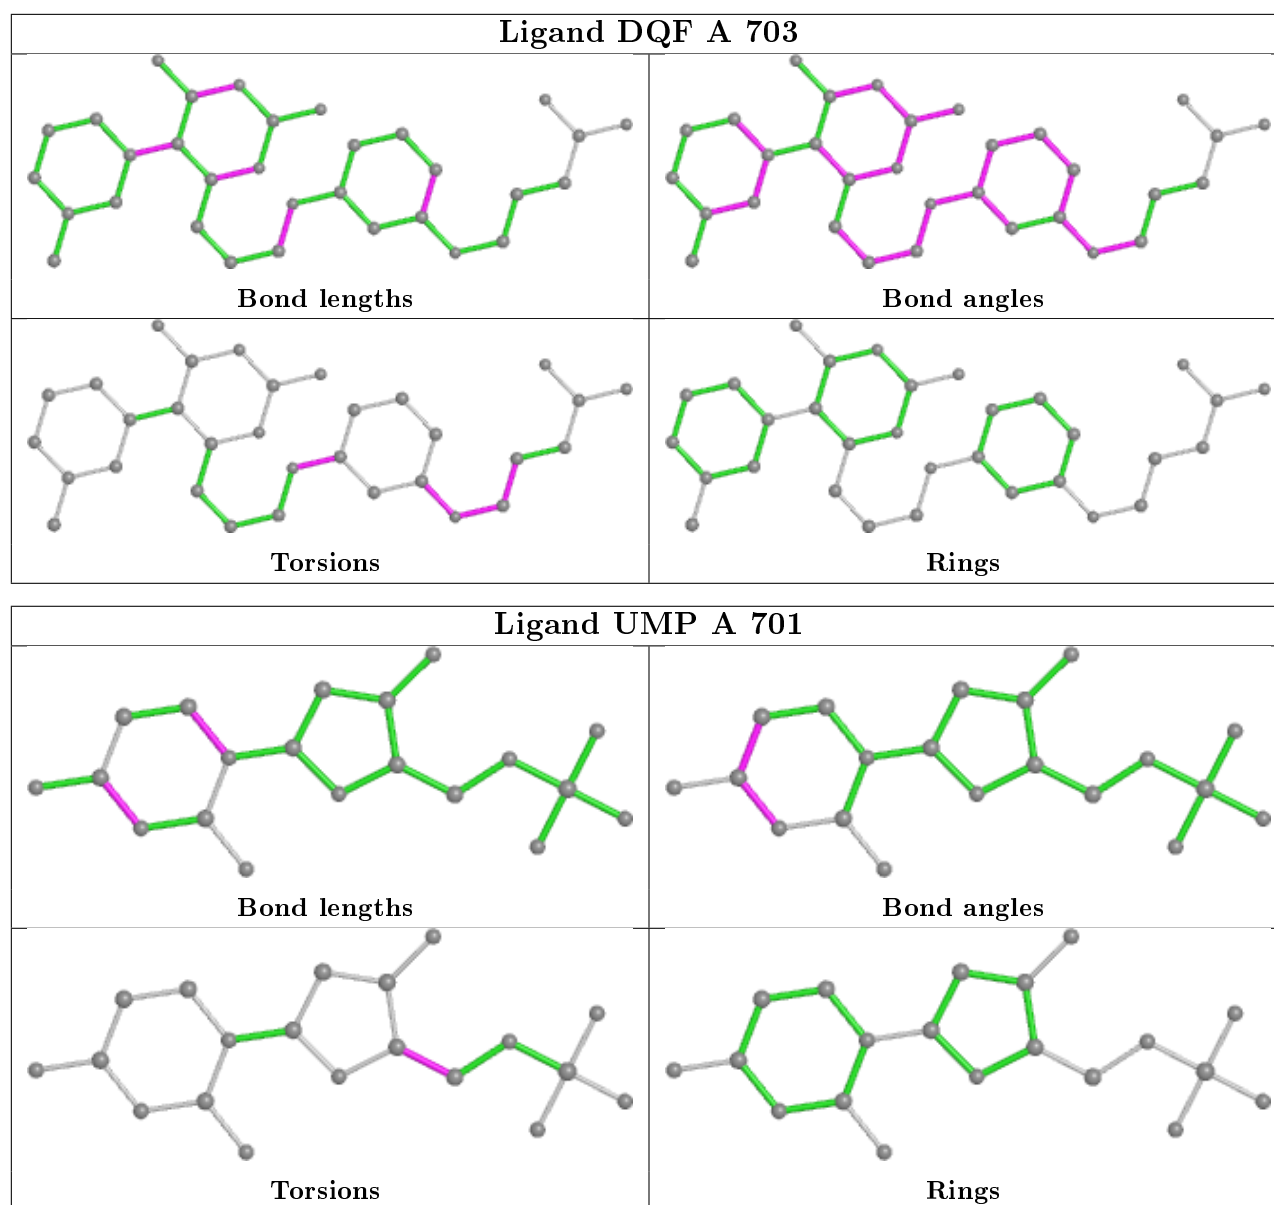 Ligand DQF A 703
Bond lengths
Bond angles
Torsions
Rings
Ligand UMP A 701
Bond lengths
Bond angles
Torsions
Rings